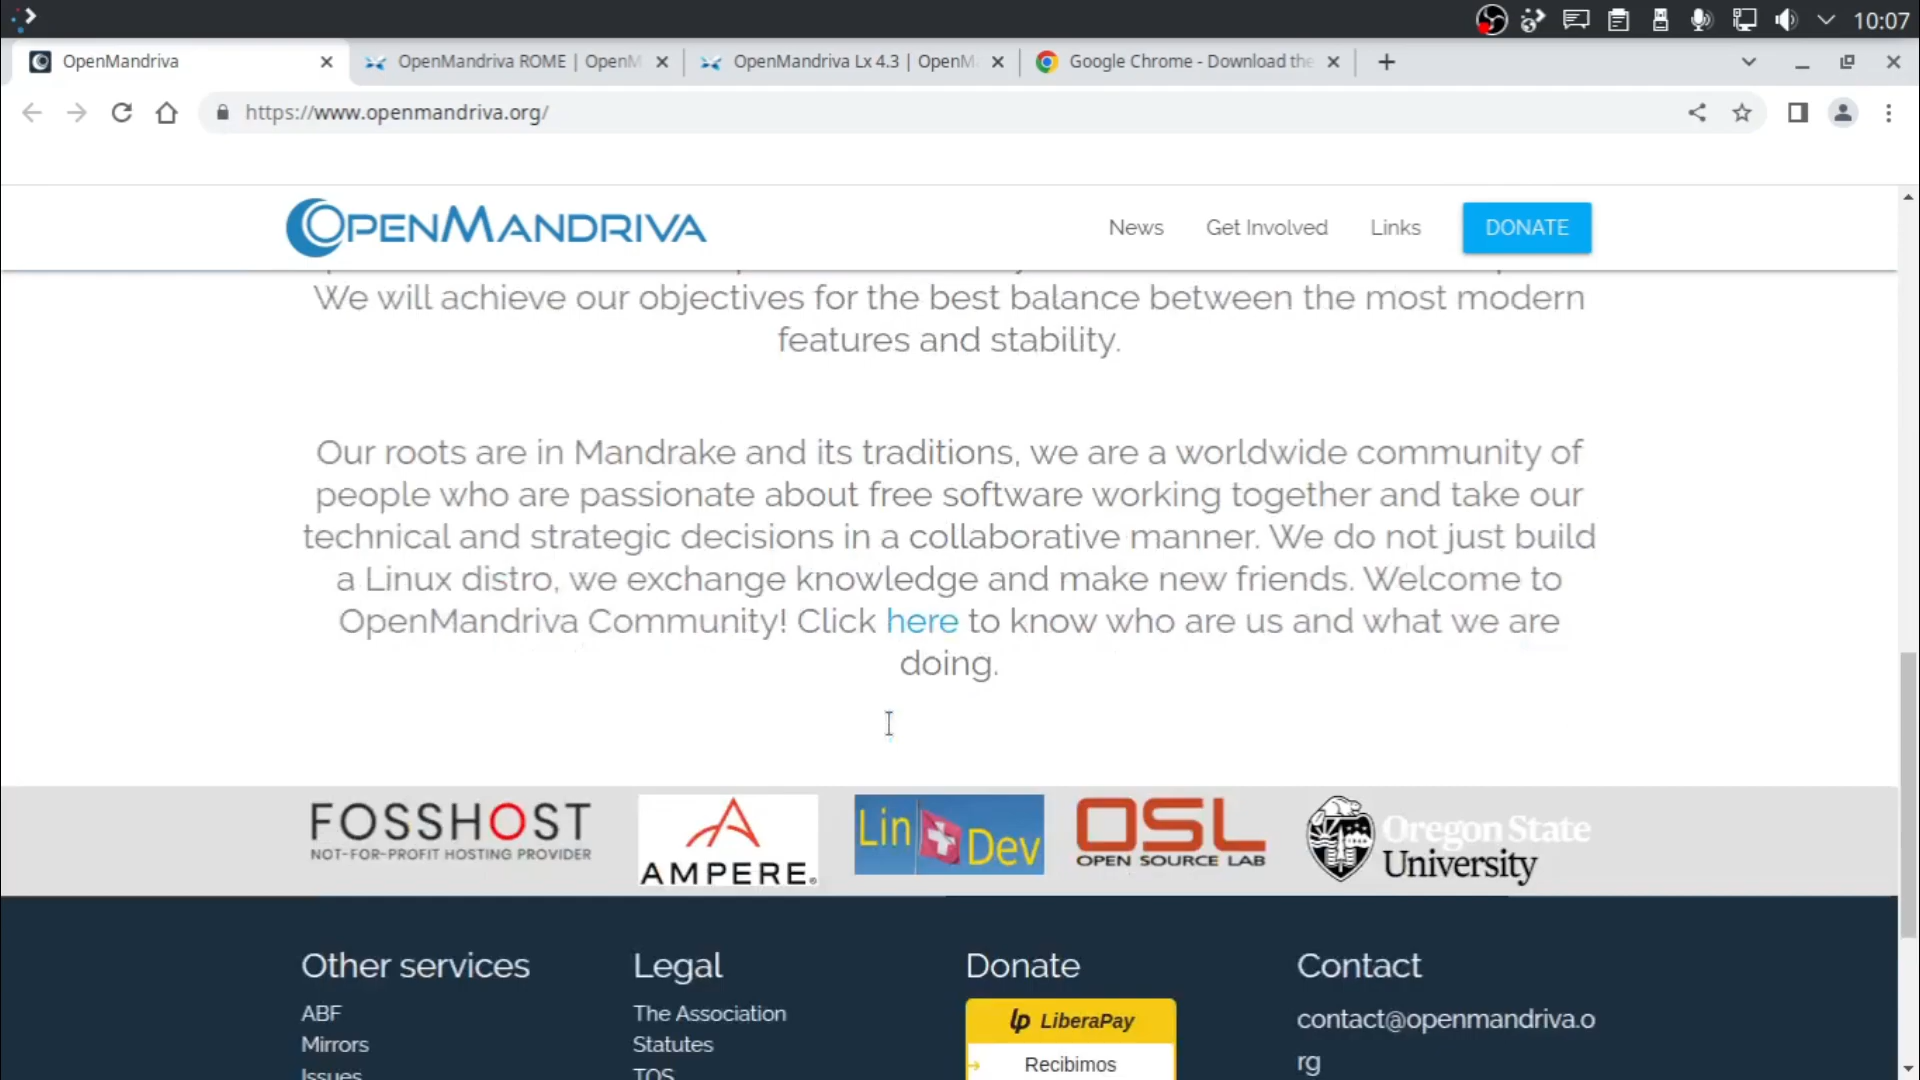 10:07
OpenMandriva
OpenMandriva ROME | OpenM
OpenMandriva Lx 4.3 | OpenM
Google Chrome - Download the
https://www.openmandriva.org/
OPENMANDRIVA
News
Get Involved
Links
DONATE
We will achieve our objectives for the best balance between the most modern
features and stability.
Our roots are in Mandrake and its traditions, we are a worldwide community of
people who are passionate about free software working together and take our
technical and strategic decisions in a collaborative manner. We do not just build
a Linux distro, we exchange knowledge and make new friends. Welcome to
OpenMandriva Community! Click here to know who are us and what we are
doing.
FOSSHOST
NOT-FOR-PROFIT HOSTING PROVIDER
AMPERE®
Lin Dev
OSL
OPEN SOURCE LAB
Oregon State
University
Other services
ABF
Mirrors
Issues
Legal
The Association
Statutes
TOS
Donate
lp LiberaPay
Recibimos
Contact
contact@openmandriva.o
rg